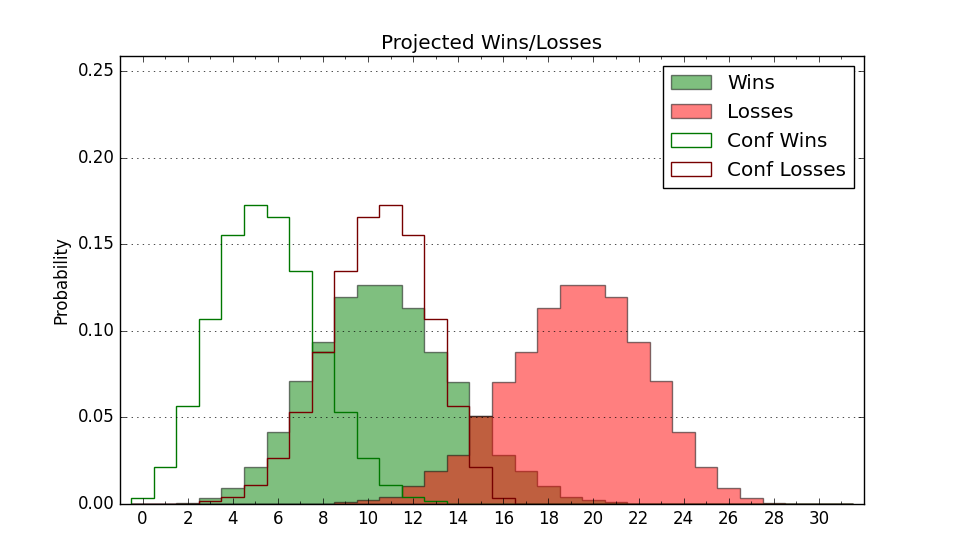 Projected Wins/Losses
Probability
0.25
0.20
0.15
0.10
0.05
0.00
0 2 4 6 8 10 12 14 16 18 20 22 24 26 28 30
Wins
Losses
Conf Wins
Conf Losses